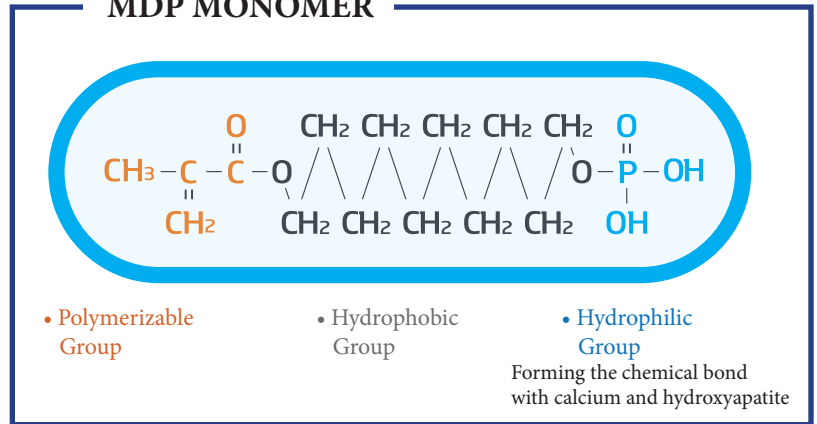 MDP MONOMER
O CH2 CH2 CH2 CH2 CH2 O
CH3 – C – C – O O – P – OH
CH2 CH2 CH2 CH2 CH2 CH2 OH
• Polymerizable
Group
• Hydrophobic
Group
• Hydrophilic
Group
Forming the chemical bond
with calcium and hydroxyapatite